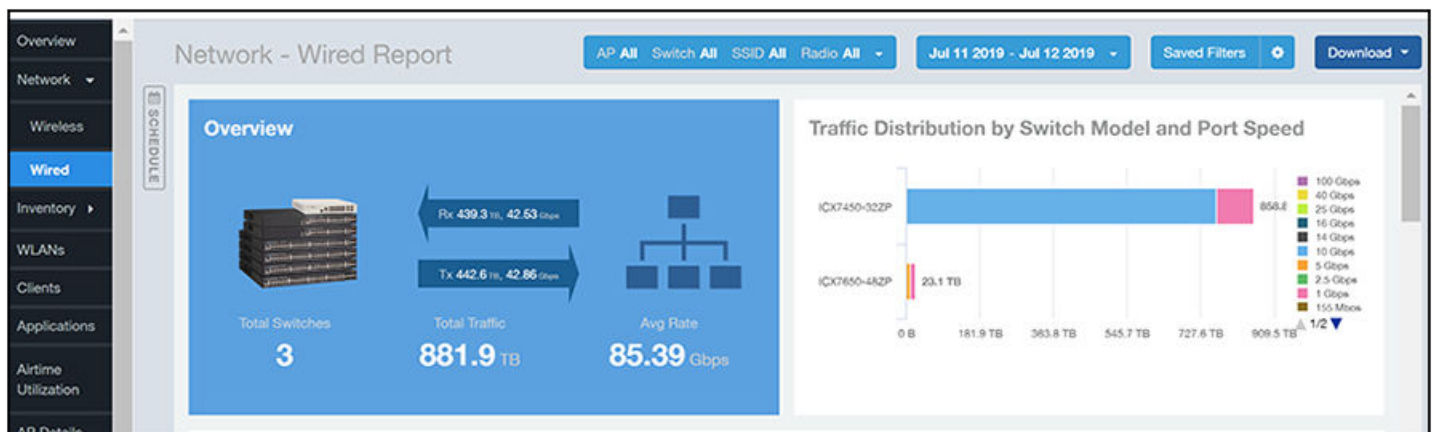 Overview
Network
Wireless
Wired
Inventory
WLANs
Clients
Applications
Airtime
Utilization
AP Details
SCHEDULE
Network - Wired Report
AP All Switch All SSID All Radio All
Jul 11 2019 - Jul 12 2019
Saved Filters
Download
Overview
Rx 439.3 TB, 42.53 Gbps
Tx 442.6 TB, 42.86 Gbps
Total Switches
3
Total Traffic
881.9 TB
Avg Rate
85.39 Gbps
Traffic Distribution by Switch Model and Port Speed
ICX7450-32ZP
858.8
ICX7650-48ZP
23.1 TB
0 B
181.9 TB
363.8 TB
545.7 TB
727.6 TB
909.5 TB
100 Gbps
40 Gbps
25 Gbps
16 Gbps
14 Gbps
10 Gbps
5 Gbps
2.5 Gbps
1 Gbps
155 Mbps
1/2